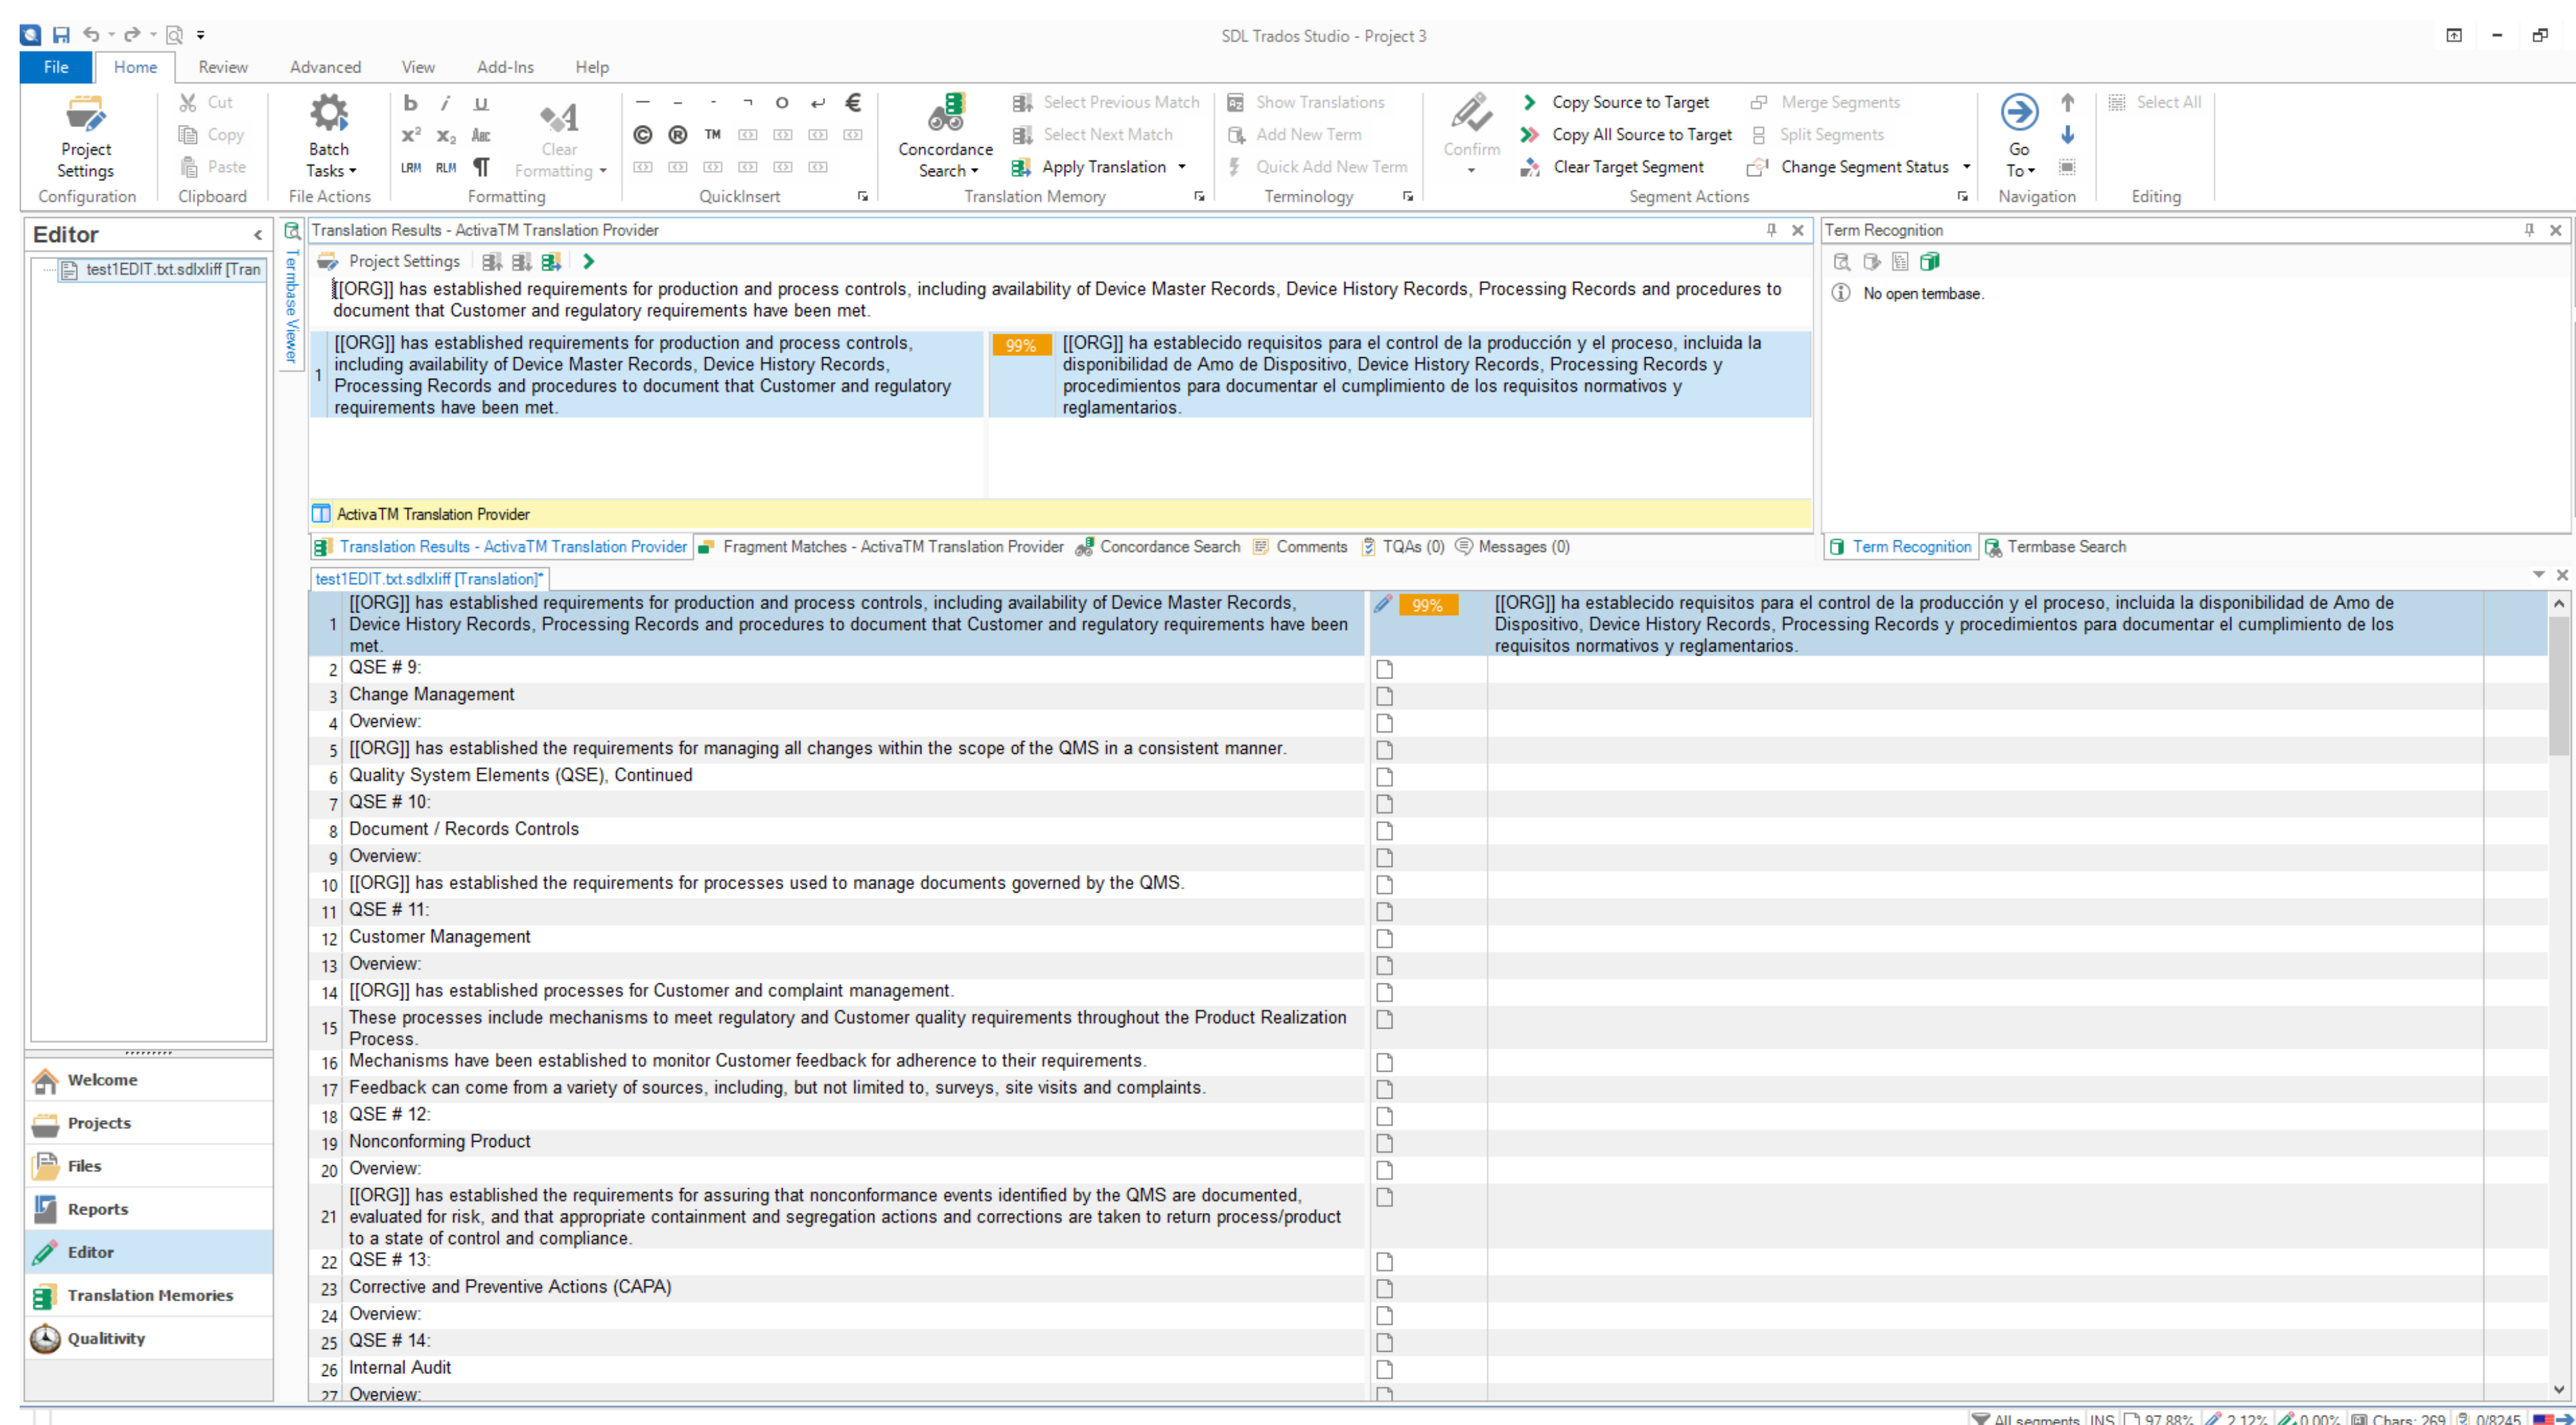 SDL Trados Studio - Project 3
File Home Review Advanced View Add-Ins Help
Project Settings
Configuration
Cut
Copy
Paste
Clipboard
Batch Tasks
File Actions
b i u
x² x₂ ABC
LRM RLM ¶
Clear Formatting
Formatting
— – - ¬ o ↵ €
© ® TM
QuickInsert
Concordance Search
Select Previous Match
Select Next Match
Apply Translation
Translation Memory
Show Translations
Add New Term
Quick Add New Term
Terminology
Confirm
Copy Source to Target
Copy All Source to Target
Clear Target Segment
Merge Segments
Split Segments
Change Segment Status
Segment Actions
Go To
Navigation
Select All
Editing
Editor
test1EDIT.txt.sdlxliff [Tran
Termbase Viewer
Translation Results - ActivaTM Translation Provider
Project Settings
[[ORG]] has established requirements for production and process controls, including availability of Device Master Records, Device History Records, Processing Records and procedures to
document that Customer and regulatory requirements have been met.
1
[[ORG]] has established requirements for production and process controls,
including availability of Device Master Records, Device History Records,
Processing Records and procedures to document that Customer and regulatory
requirements have been met.
99%
[[ORG]] ha establecido requisitos para el control de la producción y el proceso, incluida la
disponibilidad de Amo de Dispositivo, Device History Records, Processing Records y
procedimientos para documentar el cumplimiento de los requisitos normativos y
reglamentarios.
ActivaTM Translation Provider
Translation Results - ActivaTM Translation Provider Fragment Matches - ActivaTM Translation Provider Concordance Search Comments TQAs (0) Messages (0)
Term Recognition
No open termbase.
Term Recognition Termbase Search
test1EDIT.txt.sdlxliff [Translation]*
1 [[ORG]] has established requirements for production and process controls, including availability of Device Master Records,
Device History Records, Processing Records and procedures to document that Customer and regulatory requirements have been
met.
99%
[[ORG]] ha establecido requisitos para el control de la producción y el proceso, incluida la disponibilidad de Amo de
Dispositivo, Device History Records, Processing Records y procedimientos para documentar el cumplimiento de los
requisitos normativos y reglamentarios.
2 QSE # 9:
3 Change Management
4 Overview:
5 [[ORG]] has established the requirements for managing all changes within the scope of the QMS in a consistent manner.
6 Quality System Elements (QSE), Continued
7 QSE # 10:
8 Document / Records Controls
9 Overview:
10 [[ORG]] has established the requirements for processes used to manage documents governed by the QMS.
11 QSE # 11:
12 Customer Management
13 Overview:
14 [[ORG]] has established processes for Customer and complaint management.
15 These processes include mechanisms to meet regulatory and Customer quality requirements throughout the Product Realization
Process.
16 Mechanisms have been established to monitor Customer feedback for adherence to their requirements.
17 Feedback can come from a variety of sources, including, but not limited to, surveys, site visits and complaints.
18 QSE # 12:
19 Nonconforming Product
20 Overview:
21 [[ORG]] has established the requirements for assuring that nonconformance events identified by the QMS are documented,
evaluated for risk, and that appropriate containment and segregation actions and corrections are taken to return process/product
to a state of control and compliance.
22 QSE # 13:
23 Corrective and Preventive Actions (CAPA)
24 Overview:
25 QSE # 14:
26 Internal Audit
27 Overview:
Welcome
Projects
Files
Reports
Editor
Translation Memories
Qualitivity
All segments INS 97.88% 2.12% 0.00% Chars: 269 0/8245